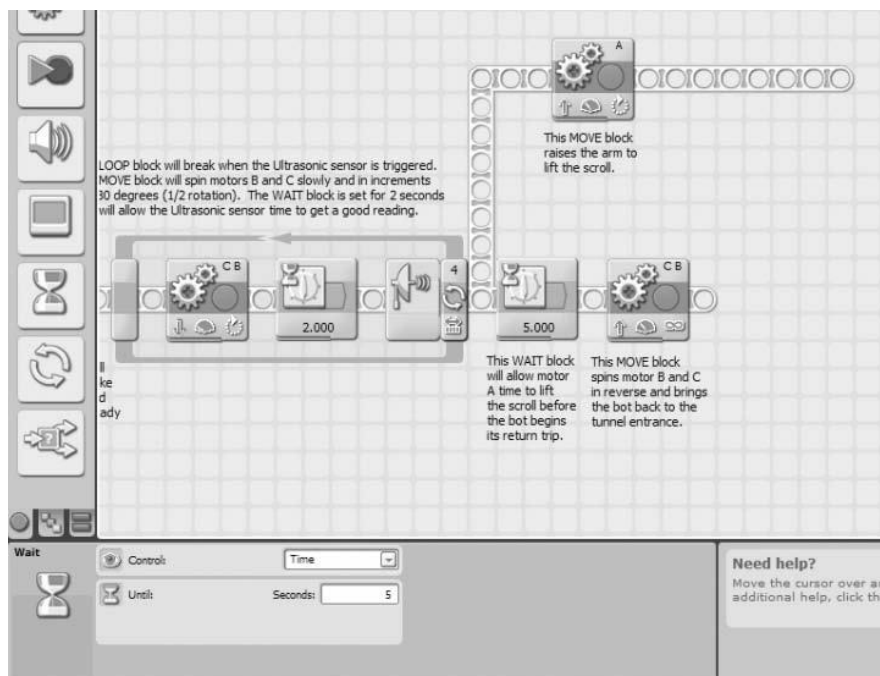 A
This MOVE block
raises the arm to
lift the scroll.
LOOP block will break when the Ultrasonic sensor is triggered.
MOVE block will spin motors B and C slowly and in increments
30 degrees (1/2 rotation). The WAIT block is set for 2 seconds
will allow the Ultrasonic sensor time to get a good reading.
C B
2.000
4
5.000
C B
ll
ke
d
ady
This WAIT block
will allow motor
A time to lift
the scroll before
the bot begins
its return trip.
This MOVE block
spins motor B and C
in reverse and brings
the bot back to the
tunnel entrance.
Wait
Control:
Time
Until:
Seconds:
5
Need help?
Move the cursor over a
additional help, click th